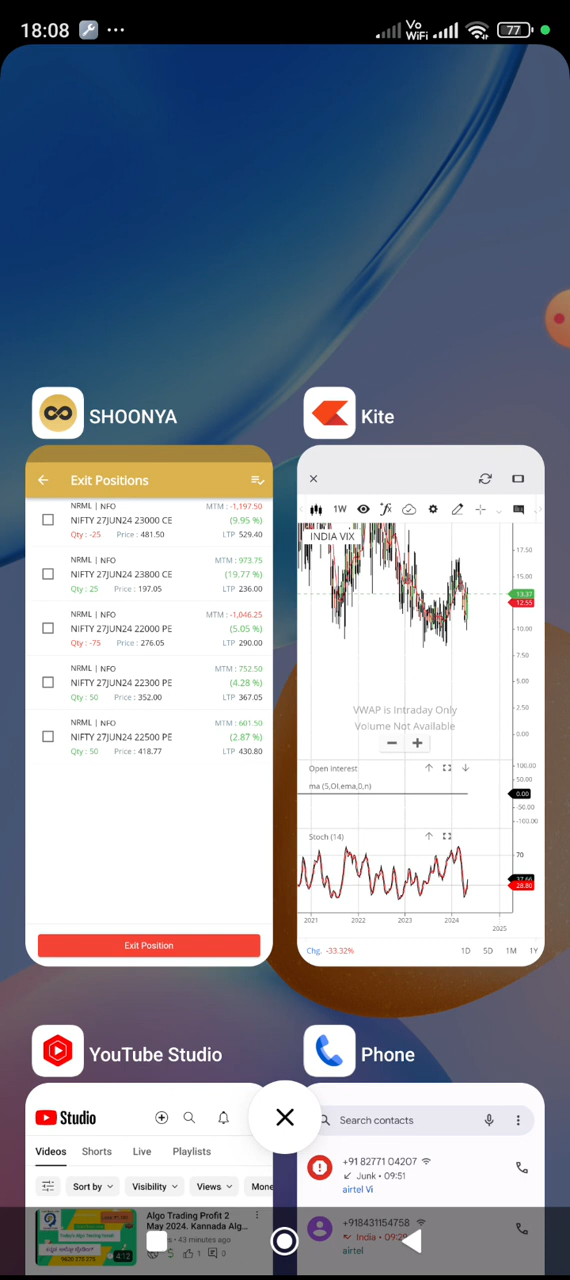 18:08
Vo
WiFi
77
SHOONYA
Kite
Exit Positions
NRML | NFO MTM : -1,197.50
NIFTY 27JUN24 23000 CE (9.95 %)
Qty : -25 Price : 481.50 LTP 529.40
NRML | NFO MTM : 973.75
NIFTY 27JUN24 23800 CE (19.77 %)
Qty : 25 Price : 197.05 LTP 236.00
NRML | NFO MTM : -1,046.25
NIFTY 27JUN24 22000 PE (5.05 %)
Qty : -75 Price : 276.05 LTP 290.00
NRML | NFO MTM : 752.50
NIFTY 27JUN24 22300 PE (4.28 %)
Qty : 50 Price : 352.00 LTP 367.05
NRML | NFO MTM : 601.50
NIFTY 27JUN24 22500 PE (2.87 %)
Qty : 50 Price : 418.77 LTP 430.80
Exit Position
1W
INDIA VIX
17.50
15.00
13.37
12.55
10.00
7.50
5.00
2.50
0.00
VWAP is Intraday Only
Volume Not Available
Open interest
100.00
50.00
ma (5,OI,ema,0,n)
0.00
-50.00
-100.00
Stoch (14)
70
37.66
28.80
2021 2022 2023 2024 2025
Chg. -33.32% 1D 5D 1M 1Y
YouTube Studio
Phone
Studio
Videos Shorts Live Playlists
Sort by Visibility Views Mone
Algo Trading Profit 2
May 2024. Kannada Alg...
43 minutes ago
1 0
4:12
Search contacts
+91 82771 04207
Junk • 09:51
airtel Vi
+918431154758
India • 09:2
airtel